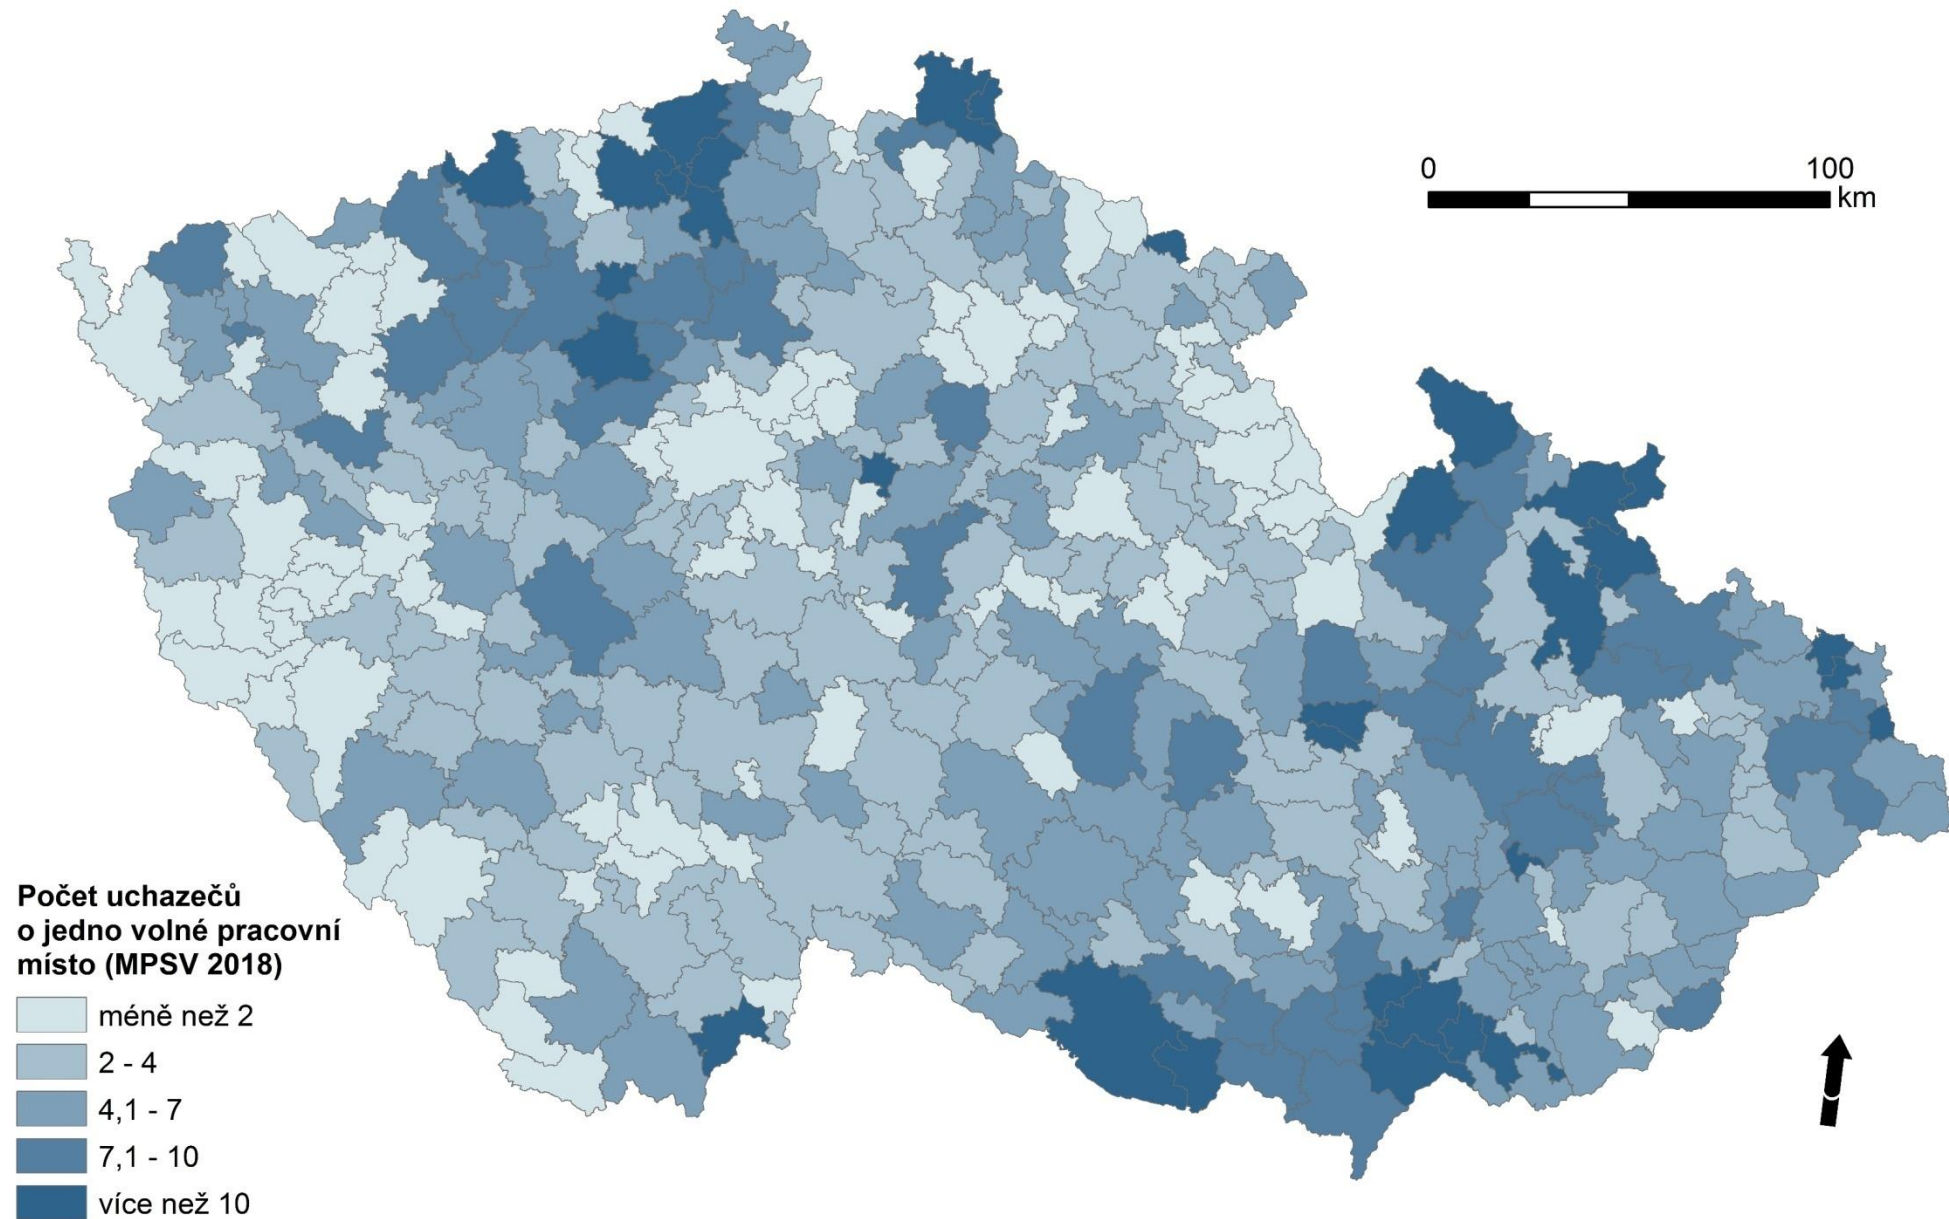 0 100
km
Počet uchazečů
o jedno volné pracovní
místo (MPSV 2018)
méně než 2
2 - 4
4,1 - 7
7,1 - 10
více než 10